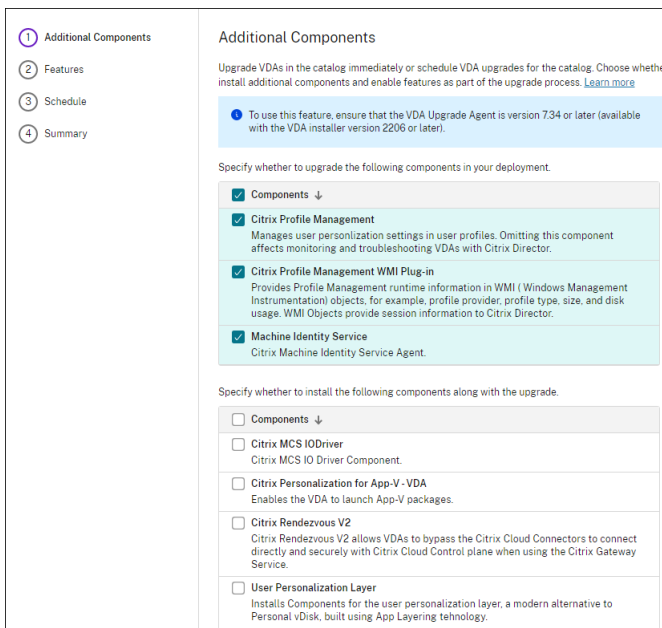 1 Additional Components
2 Features
3 Schedule
4 Summary
Additional Components
Upgrade VDAs in the catalog immediately or schedule VDA upgrades for the catalog. Choose whethe
install additional components and enable features as part of the upgrade process. Learn more
To use this feature, ensure that the VDA Upgrade Agent is version 7.34 or later (available
with the VDA installer version 2206 or later).
Specify whether to upgrade the following components in your deployment.
Components ↓
Citrix Profile Management
Manages user personlization settings in user profiles. Omitting this component
affects monitoring and troubleshooting VDAs with Citrix Director.
Citrix Profile Management WMI Plug-in
Provides Profile Management runtime information in WMI ( Windows Management
Instrumentation) objects, for example, profile provider, profile type, size, and disk
usage. WMI Objects provide session information to Citrix Director.
Machine Identity Service
Citrix Machine Identity Service Agent.
Specify whether to install the following components along with the upgrade.
Components ↓
Citrix MCS IODriver
Citrix MCS IO Driver Component.
Citrix Personalization for App-V - VDA
Enables the VDA to launch App-V packages.
Citrix Rendezvous V2
Citrix Rendezvous V2 allows VDAs to bypass the Citrix Cloud Connectors to connect
directly and securely with Citrix Cloud Control plane when using the Citrix Gateway
Service.
User Personalization Layer
Installs Components for the user personalization layer, a modern alternative to
Personal vDisk, built using App Layering tehnology.